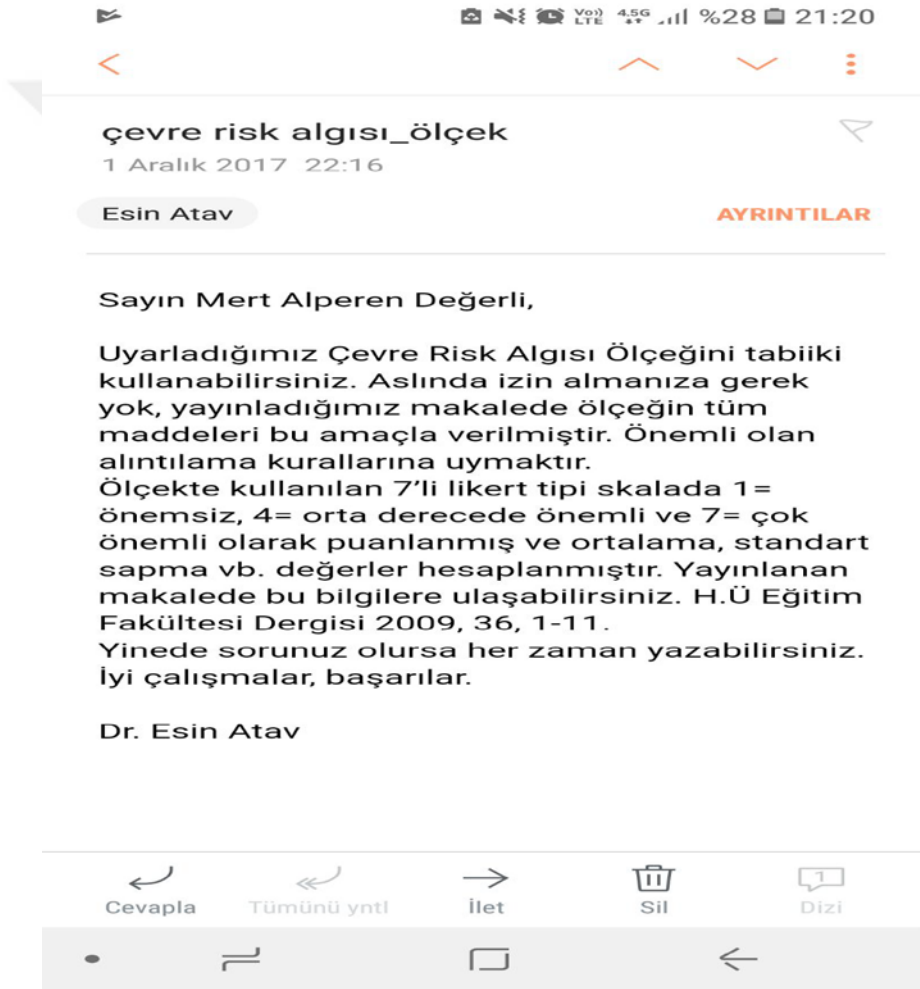 Vo)) LTE 4.5G %28 21:20
çevre risk algısı_ölçek
1 Aralık 2017 22:16
Esin Atav AYRINTILAR
Sayın Mert Alperen Değerli,
Uyarladığımız Çevre Risk Algısı Ölçeğini tabiiki
kullanabilirsiniz. Aslında izin almanıza gerek
yok, yayınladığımız makalede ölçeğin tüm
maddeleri bu amaçla verilmiştir. Önemli olan
alıntılama kurallarına uymaktır.
Ölçekte kullanılan 7’li likert tipi skalada 1=
önemsiz, 4= orta derecede önemli ve 7= çok
önemli olarak puanlanmış ve ortalama, standart
sapma vb. değerler hesaplanmıştır. Yayınlanan
makalede bu bilgilere ulaşabilirsiniz. H.Ü Eğitim
Fakültesi Dergisi 2009, 36, 1-11.
Yinede sorunuz olursa her zaman yazabilirsiniz.
İyi çalışmalar, başarılar.
Dr. Esin Atav
1
Cevapla Tümünü yntl İlet Sil Dizi